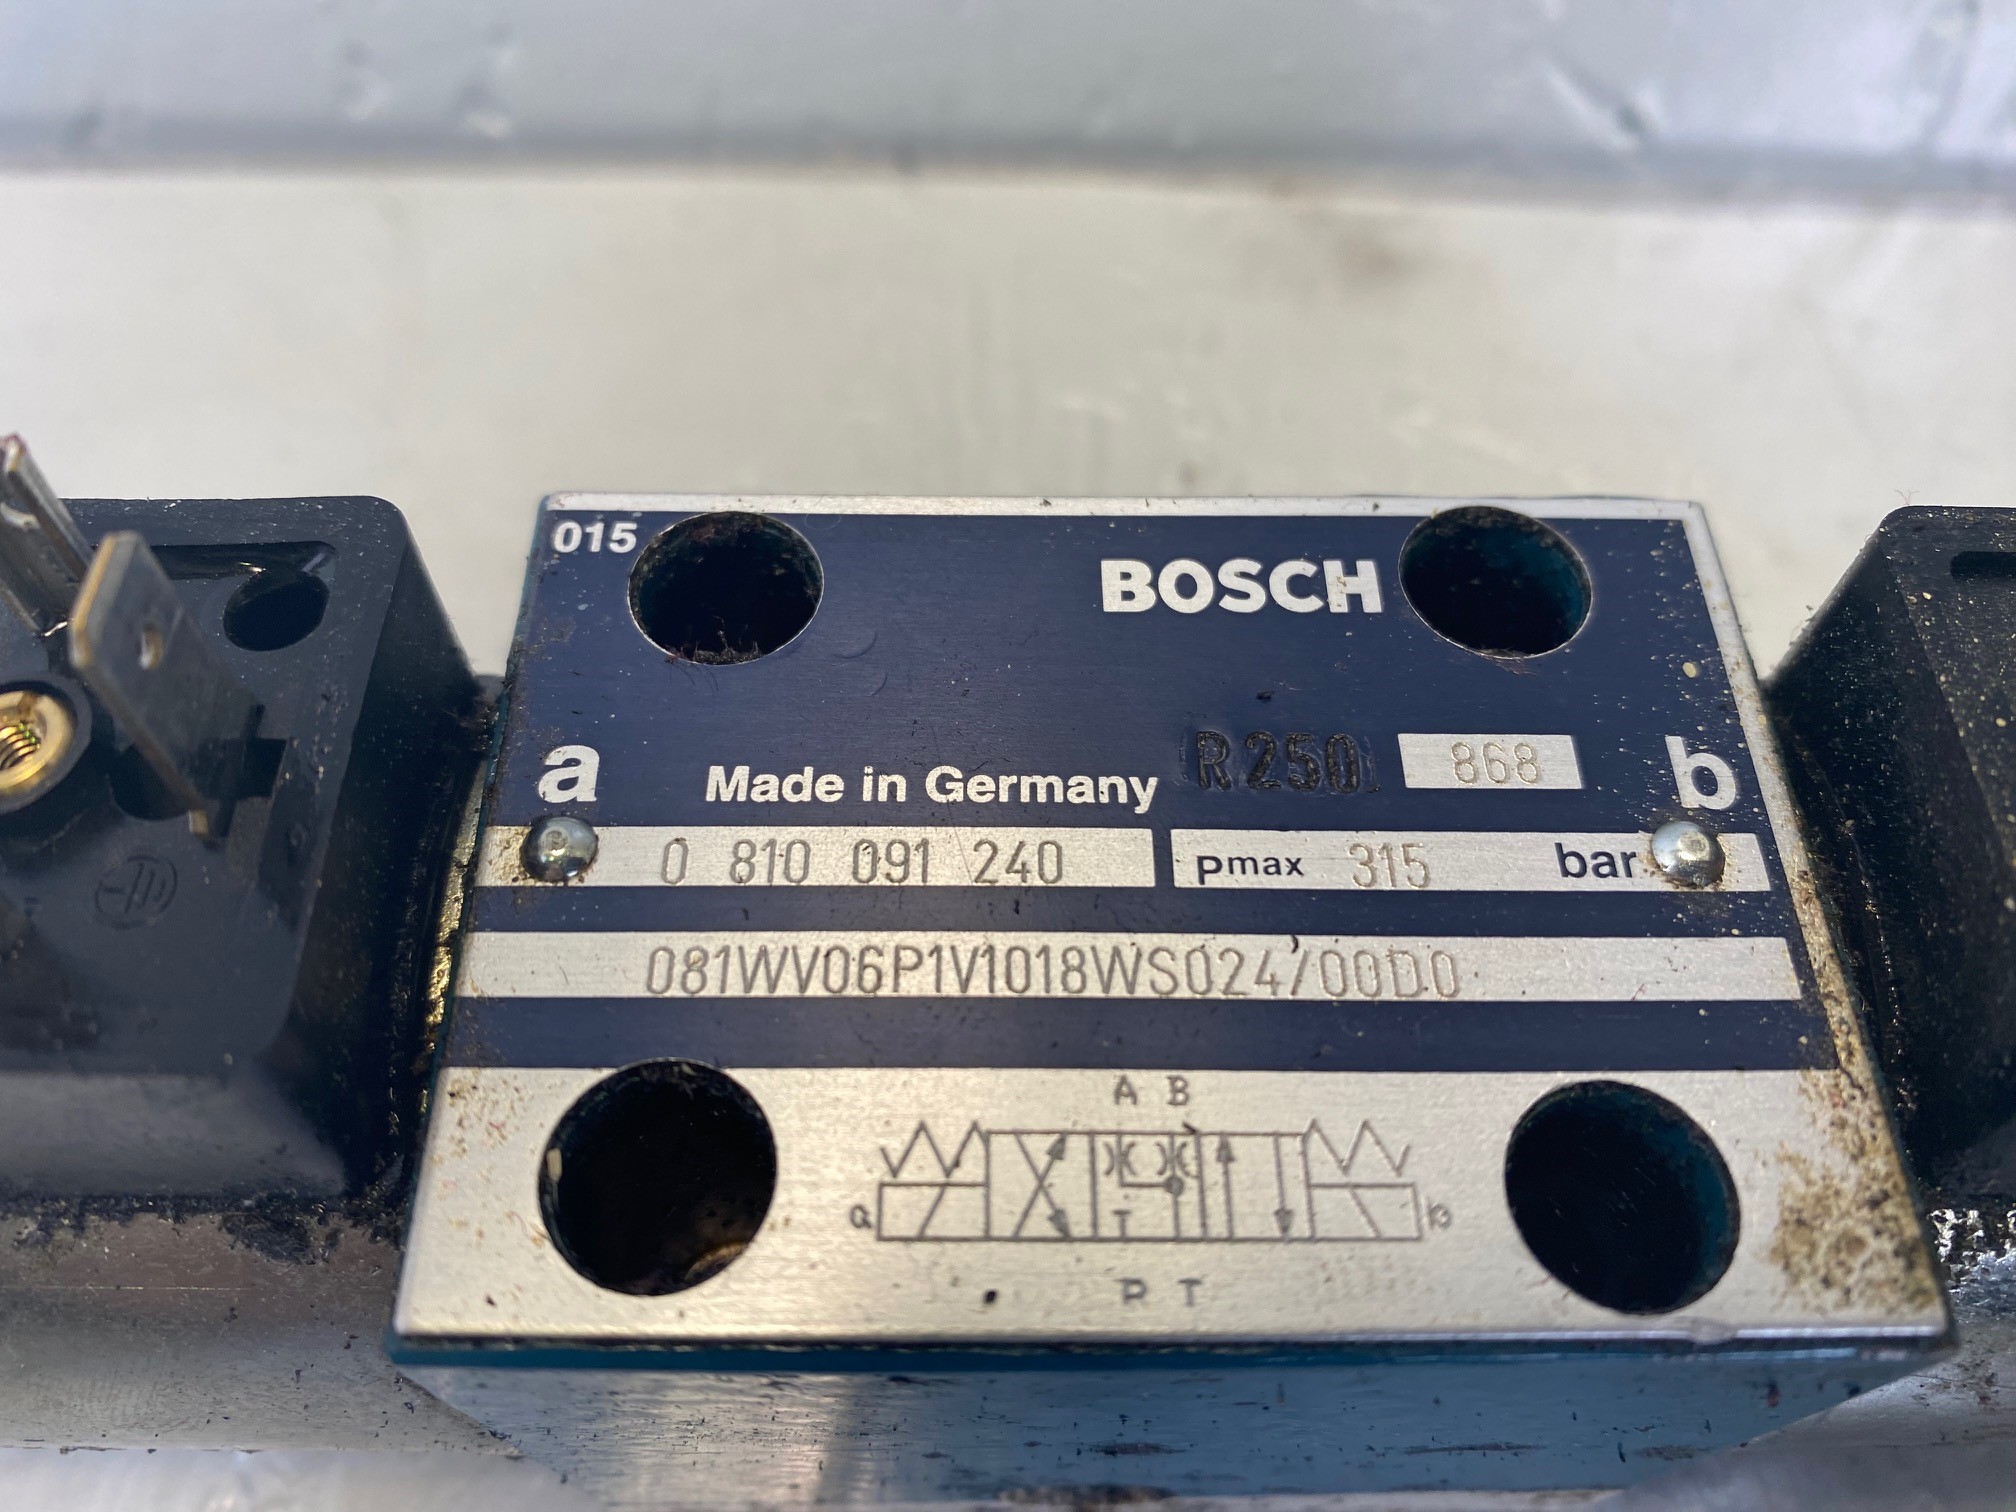 015
BOSCH
a Made in Germany R250 868 b
0 810 091 240 pmax 315 bar
081WV06P1V1018WS024/00D0
A B
a b
P T